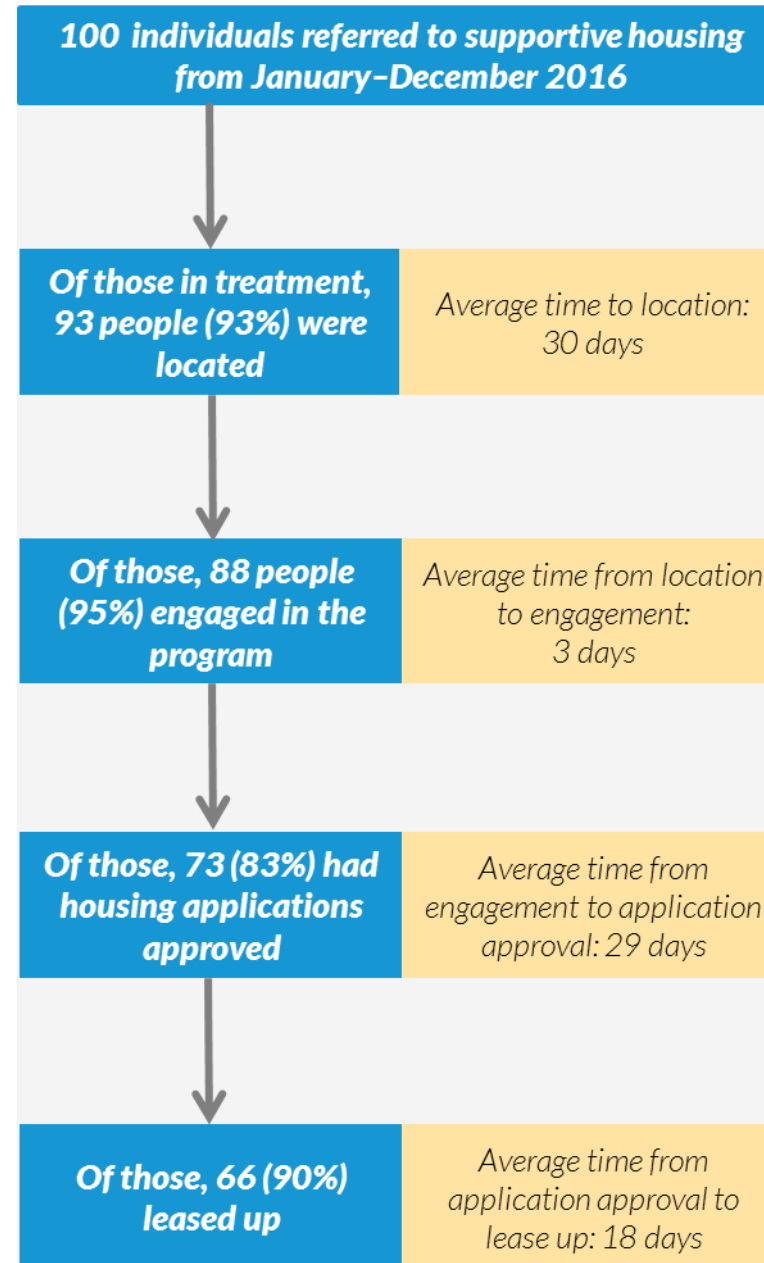 100 individuals referred to supportive housing
from January–December 2016
Of those in treatment,
93 people (93%) were
located
Average time to location:
30 days
Of those, 88 people
(95%) engaged in the
program
Average time from location
to engagement:
3 days
Of those, 73 (83%) had
housing applications
approved
Average time from
engagement to application
approval: 29 days
Of those, 66 (90%)
leased up
Average time from
application approval to
lease up: 18 days